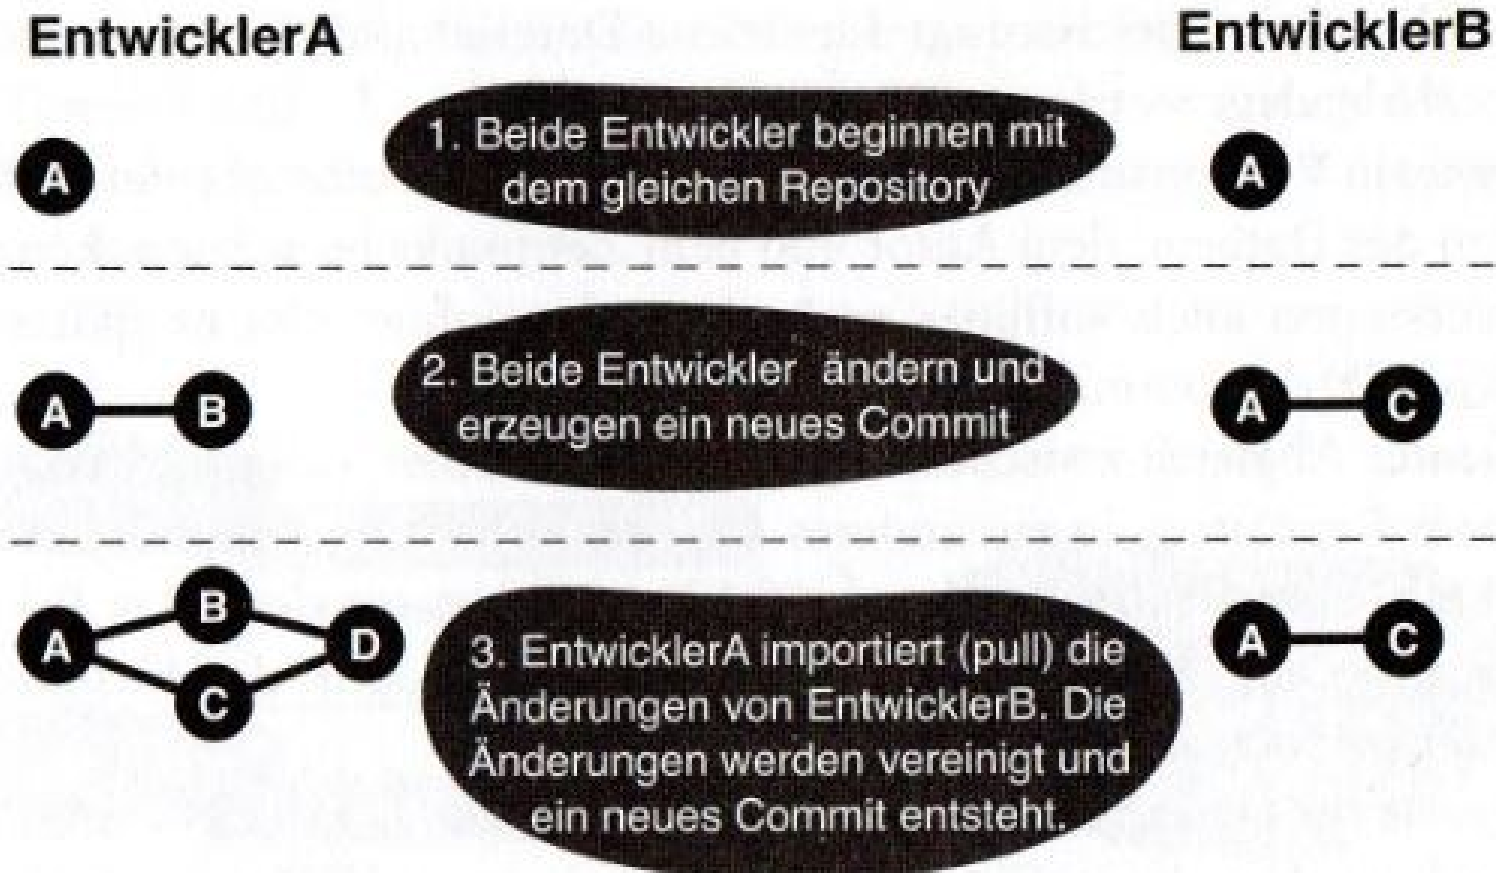 EntwicklerA
EntwicklerB
1. Beide Entwickler beginnen mit
dem gleichen Repository
A
A
2. Beide Entwickler ändern und
erzeugen ein neues Commit
A
B
A
C
3. EntwicklerA importiert (pull) die
Änderungen von EntwicklerB. Die
Änderungen werden vereinigt und
ein neues Commit entsteht.
A
B
C
D
A
C